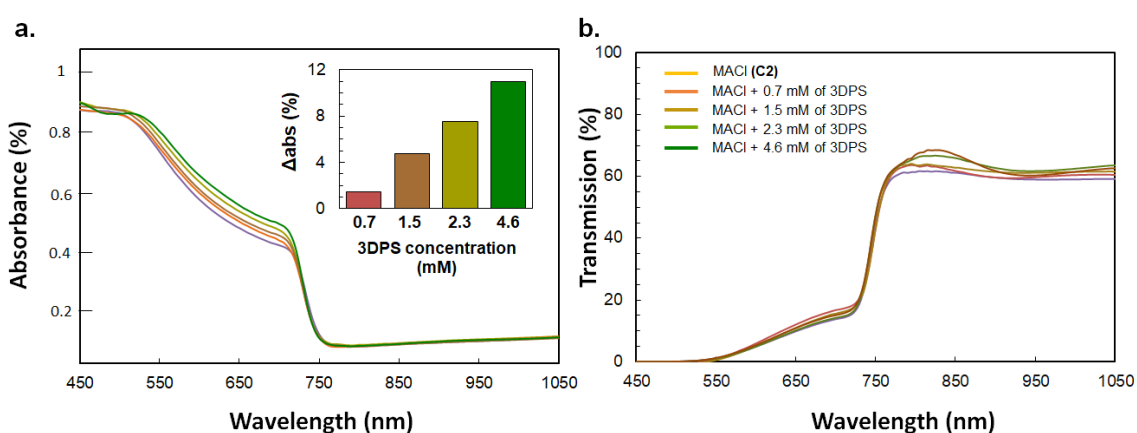 a.
Absorbance (%)
1
0.8
0.6
0.4
0.2
450 550 650 750 850 950 1050
Wavelength (nm)
Δabs (%)
12
8
4
0
0.7 1.5 2.3 4.6
3DPS concentration
(mM)
b.
Transmission (%)
100
80
60
40
20
0
450 550 650 750 850 950 1050
Wavelength (nm)
MACl (C2)
MACl + 0.7 mM of 3DPS
MACl + 1.5 mM of 3DPS
MACl + 2.3 mM of 3DPS
MACl + 4.6 mM of 3DPS